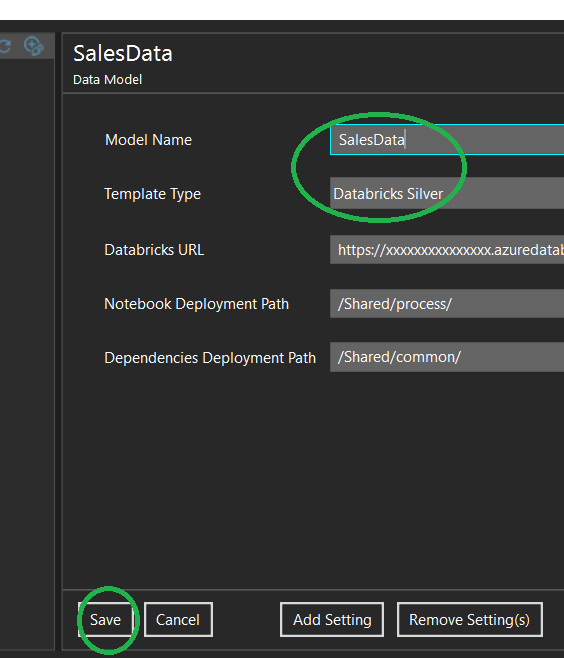 SalesData
Data Model
Model Name SalesData
Template Type Databricks Silver
Databricks URL https://xxxxxxxxxxxxxxx.azuredatab
Notebook Deployment Path /Shared/process/
Dependencies Deployment Path /Shared/common/
Save Cancel Add Setting Remove Setting(s)